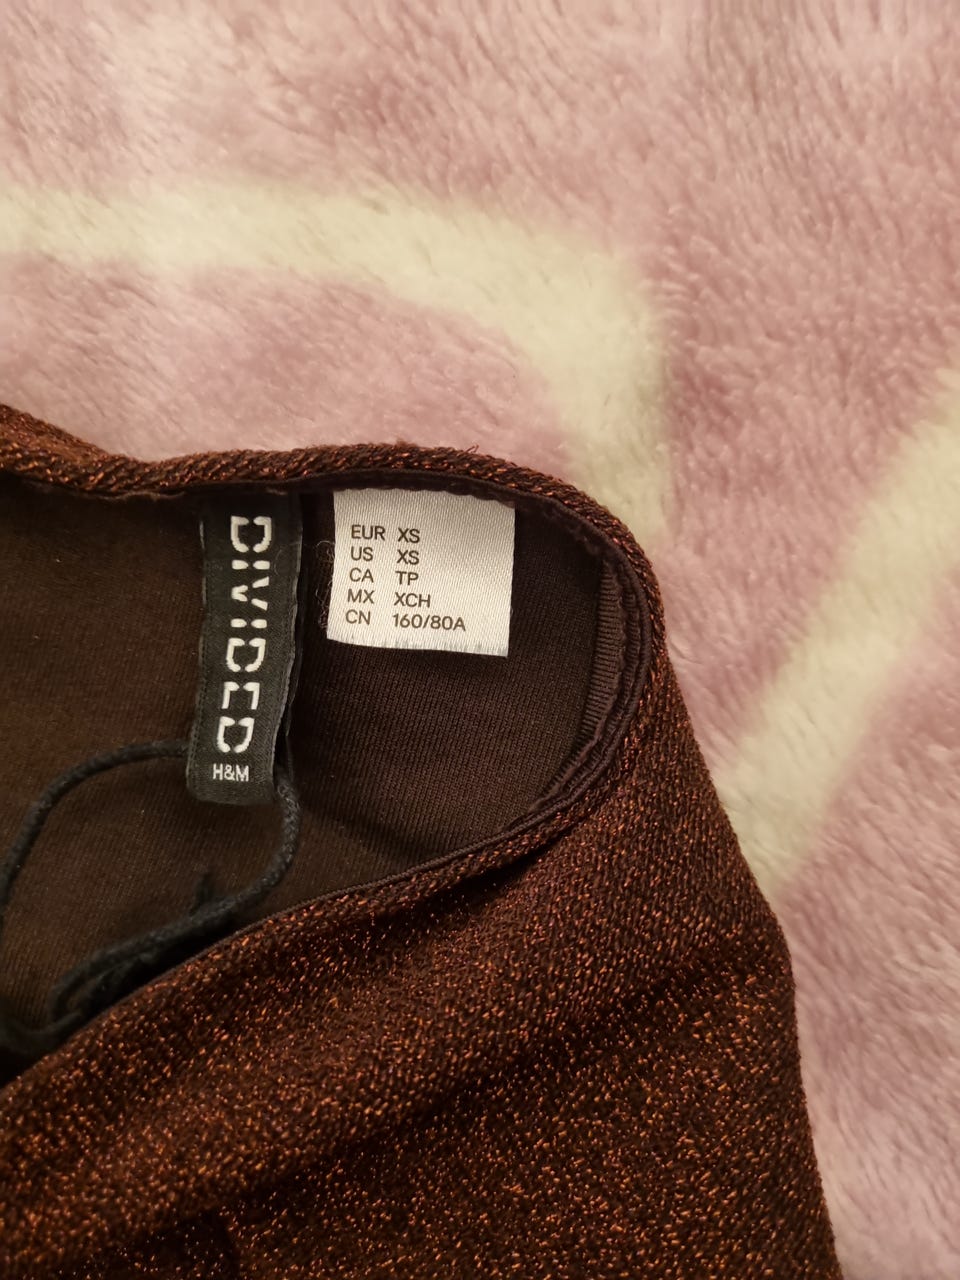 DIVIDED
H&M
EUR XS
US XS
CA TP
MX XCH
CN 160/80A